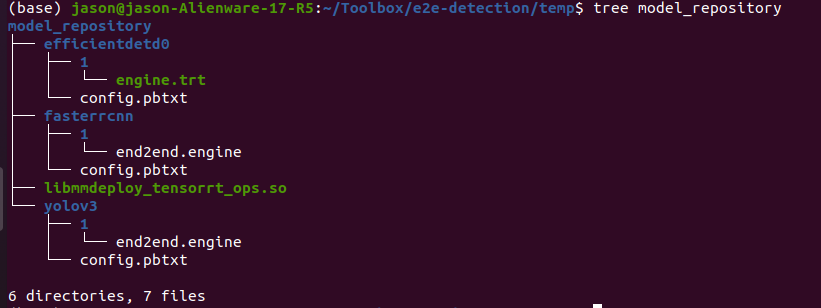 (base) jason@jason-Alienware-17-R5:~/Toolbox/e2e-detection/temp$ tree model_repository
model_repository
├── efficientdetd0
│   ├── 1
│   │   └── engine.trt
│   └── config.pbtxt
├── fasterrcnn
│   ├── 1
│   │   └── end2end.engine
│   └── config.pbtxt
├── libmmdeploy_tensorrt_ops.so
└── yolov3
    ├── 1
    │   └── end2end.engine
    └── config.pbtxt

6 directories, 7 files